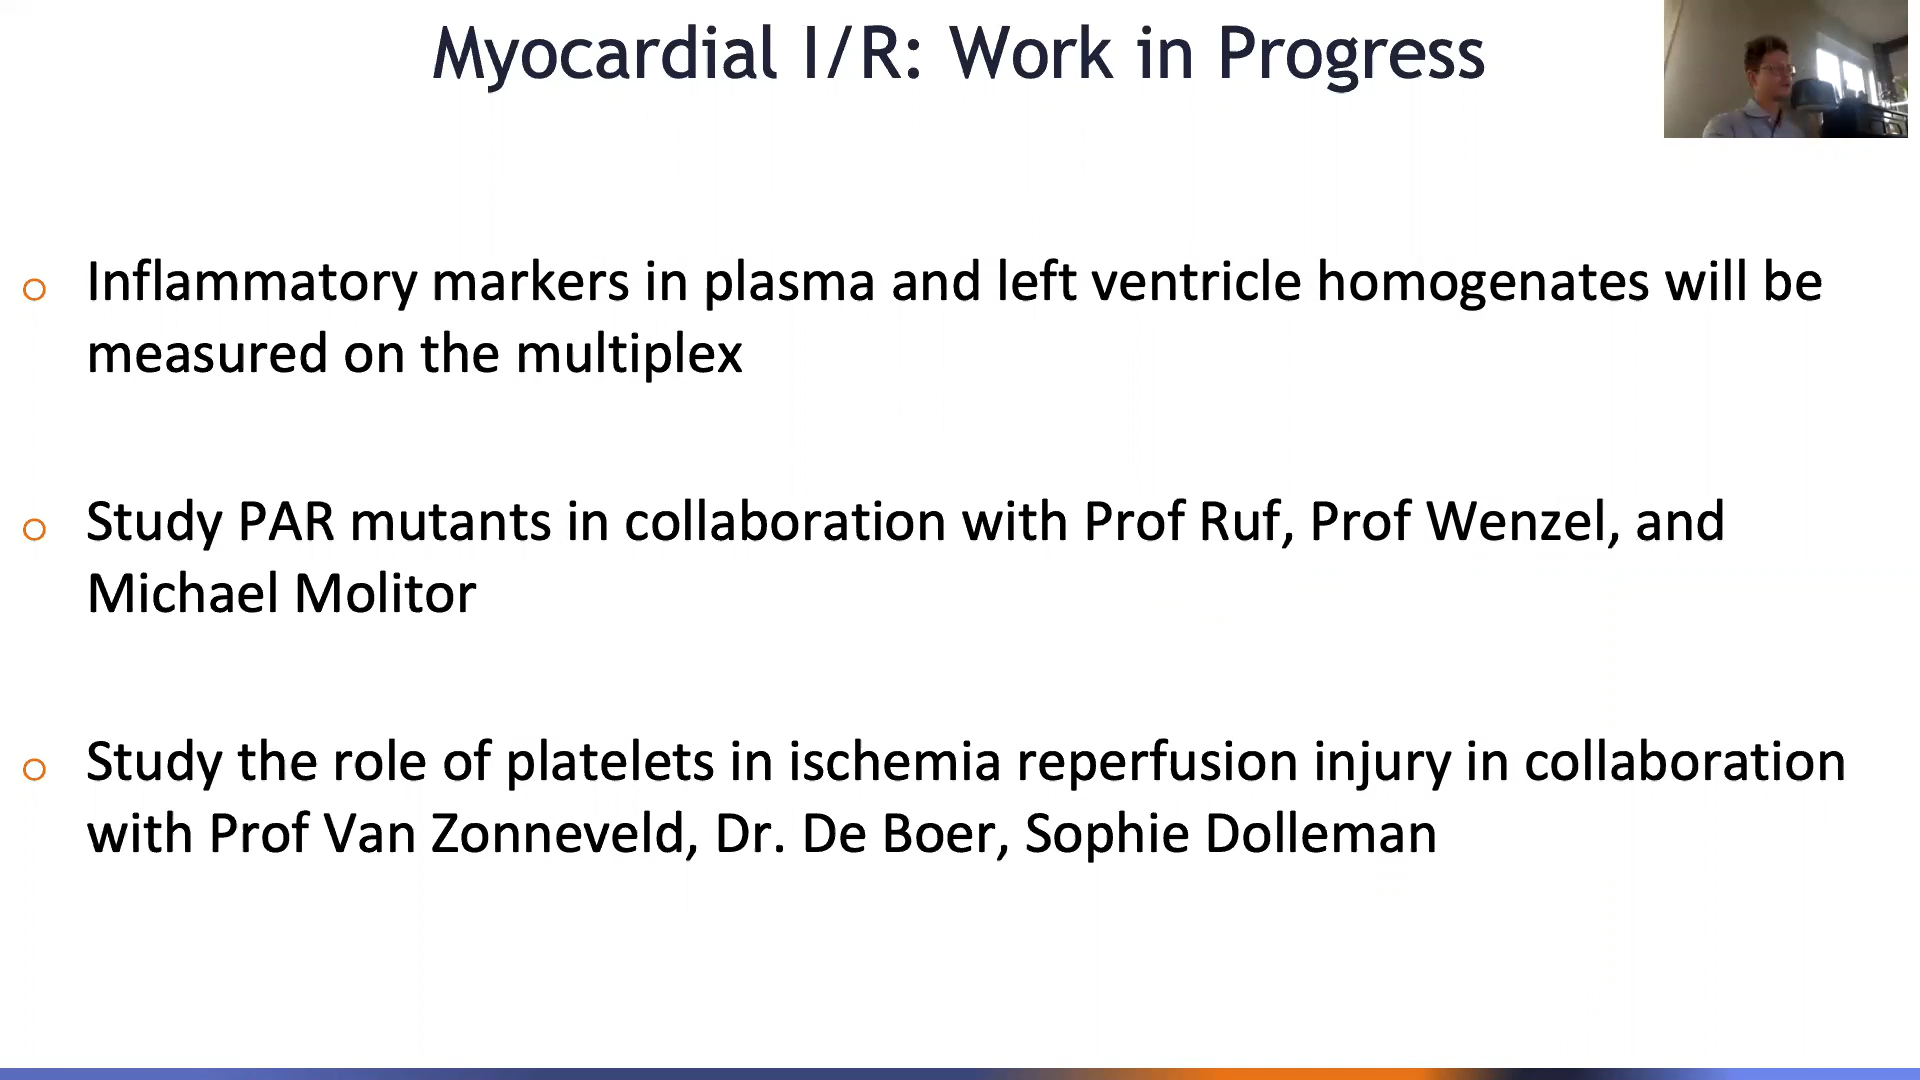 Myocardial I/R: Work in Progress
Inflammatory markers in plasma and left ventricle homogenates will be
measured on the multiplex
Study PAR mutants in collaboration with Prof Ruf, Prof Wenzel, and
Michael Molitor
Study the role of platelets in ischemia reperfusion injury in collaboration
with Prof Van Zonneveld, Dr. De Boer, Sophie Dolleman